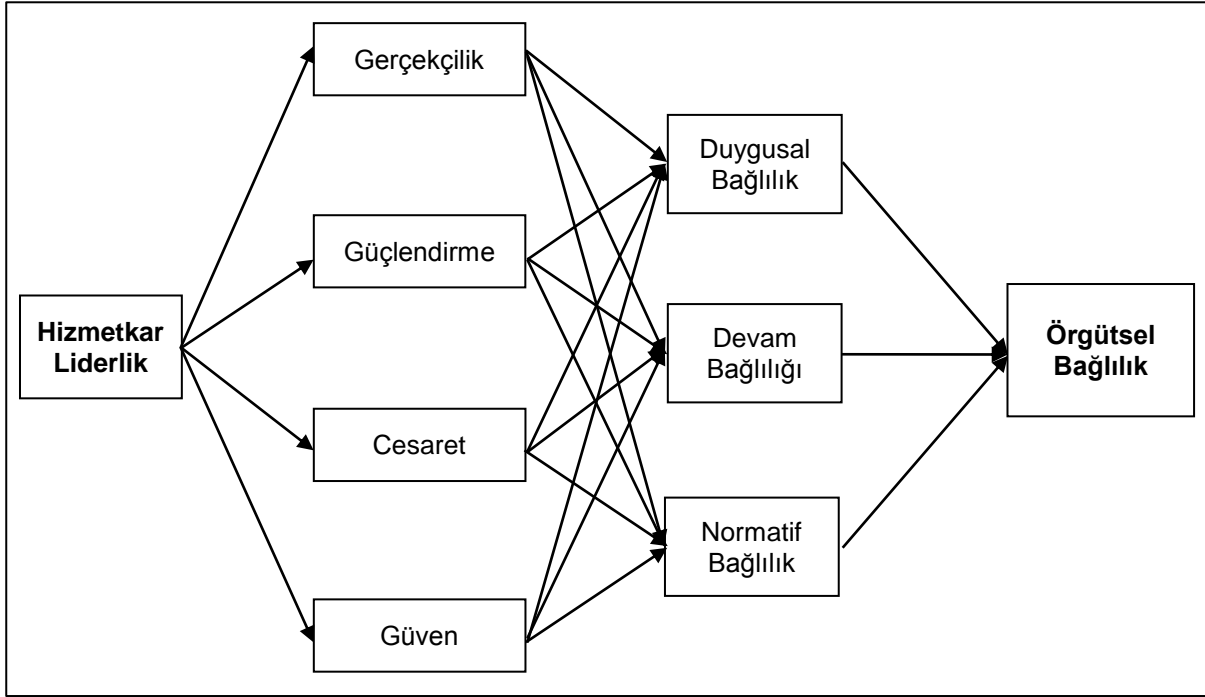 Gerçekçilik
Güçlendirme
Cesaret
Güven
Hizmetkar
Liderlik
Duygusal
Bağlılık
Devam
Bağlılığı
Normatif
Bağlılık
Örgütsel
Bağlılık